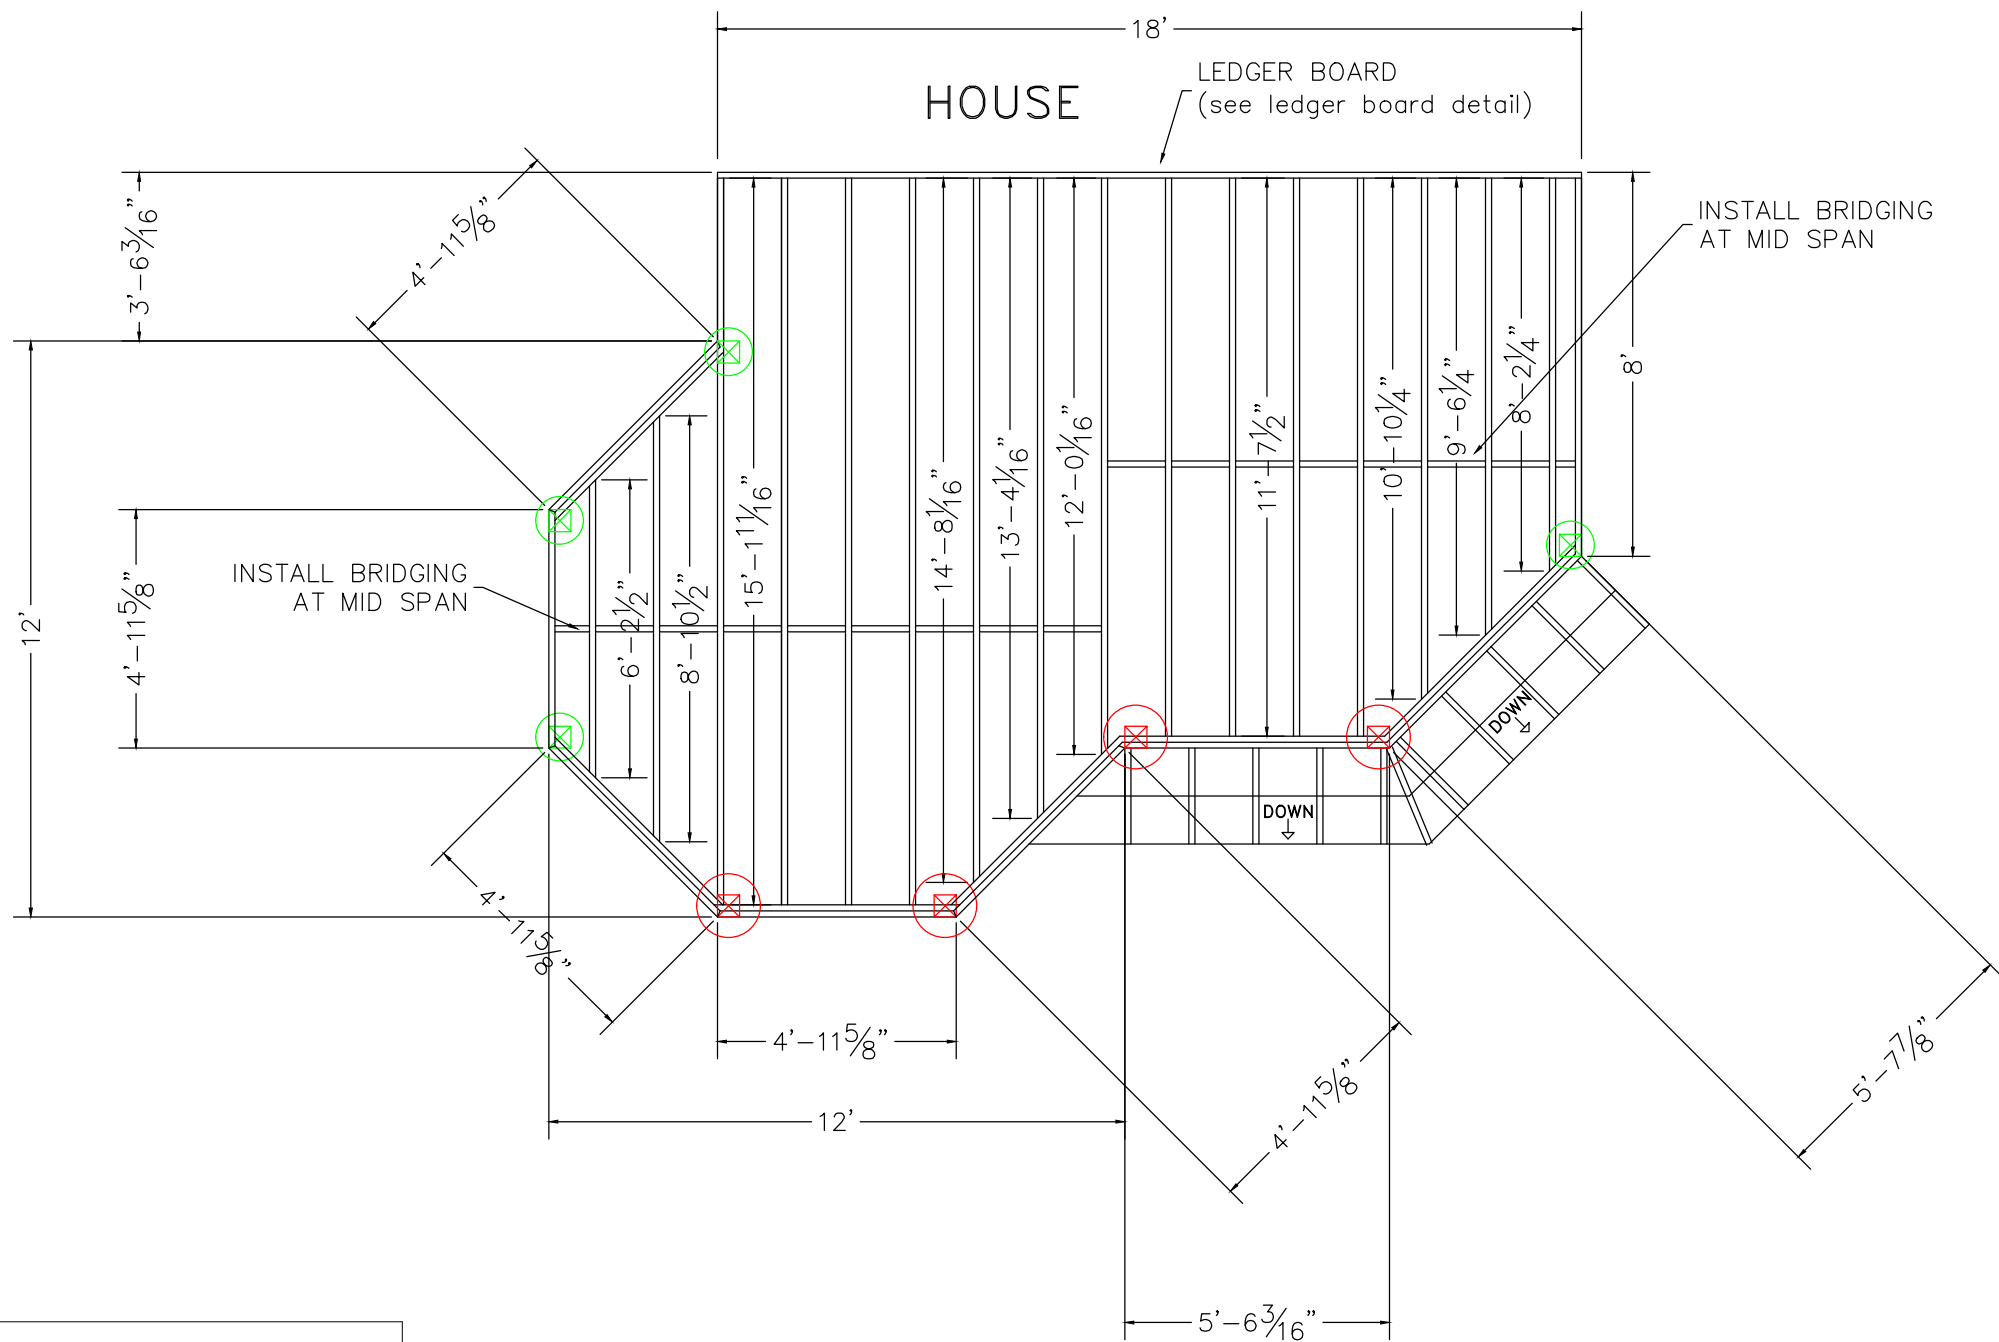 18'
HOUSE
LEDGER BOARD
(see ledger board detail)
INSTALL BRIDGING
AT MID SPAN
3'-6 3/16"
4'-11 5/8"
12'
4'-11 5/8"
INSTALL BRIDGING
AT MID SPAN
6'-2 1/2"
8'-10 1/2"
15'-1 11/16"
14'-8 1/16"
13'-4 1/16"
12'-0 1/16"
11'-7 1/2"
10'-10 1/4"
9'-6 1/4"
8'-2 1/4"
8'
DOWN
DOWN
4'-11 5/8"
4'-11 5/8"
12'
4'-11 5/8"
5'-7 7/8"
5'-6 3/16"